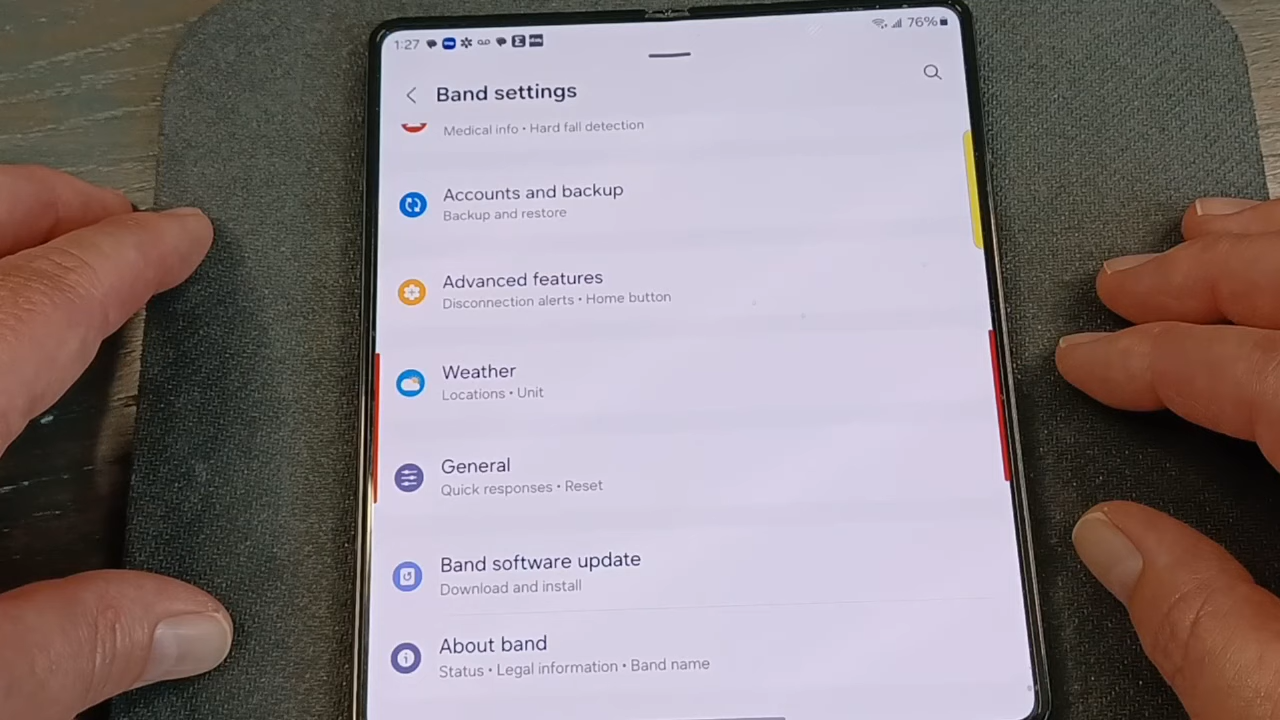 1:27
76%
Band settings
Medical info • Hard fall detection
Accounts and backup
Backup and restore
Advanced features
Disconnection alerts • Home button
Weather
Locations • Unit
General
Quick responses • Reset
Band software update
Download and install
About band
Status • Legal information • Band name